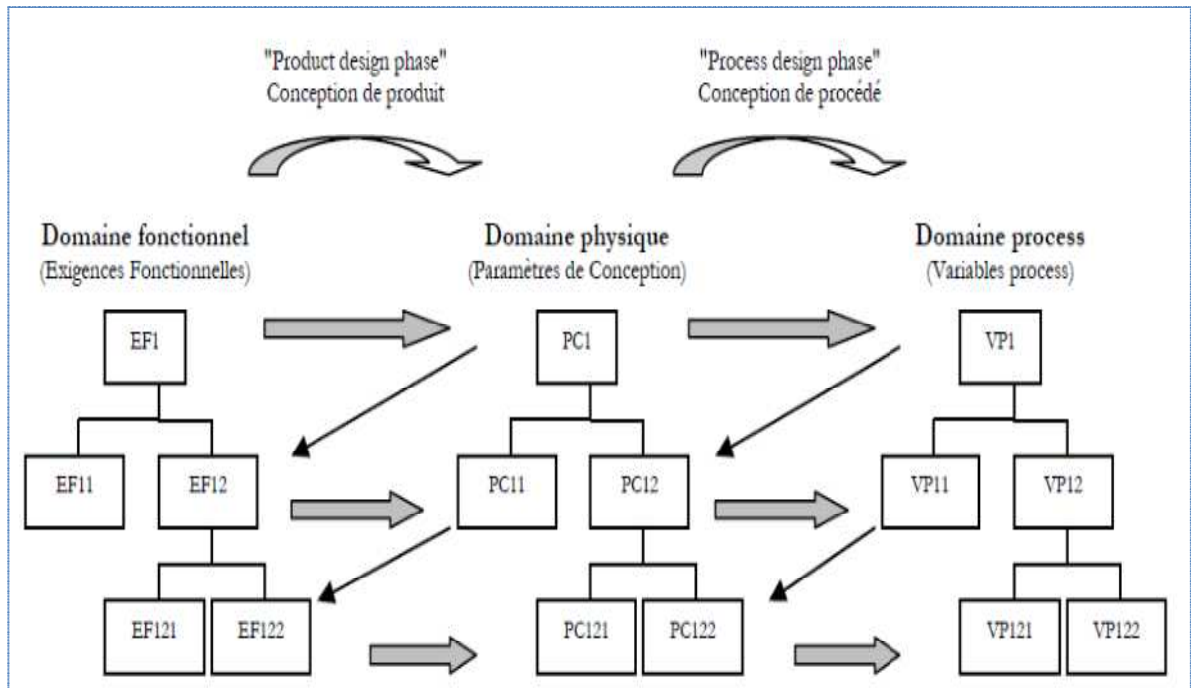 "Product design phase"
Conception de produit
"Process design phase"
Conception de procédé
Domaine fonctionnel
(Exigences Fonctionnelles)
Domaine physique
(Paramètres de Conception)
Domaine process
(Variables process)
EF1
PC1
VP1
EF11
EF12
PC11
PC12
VP11
VP12
EF121
EF122
PC121
PC122
VP121
VP122